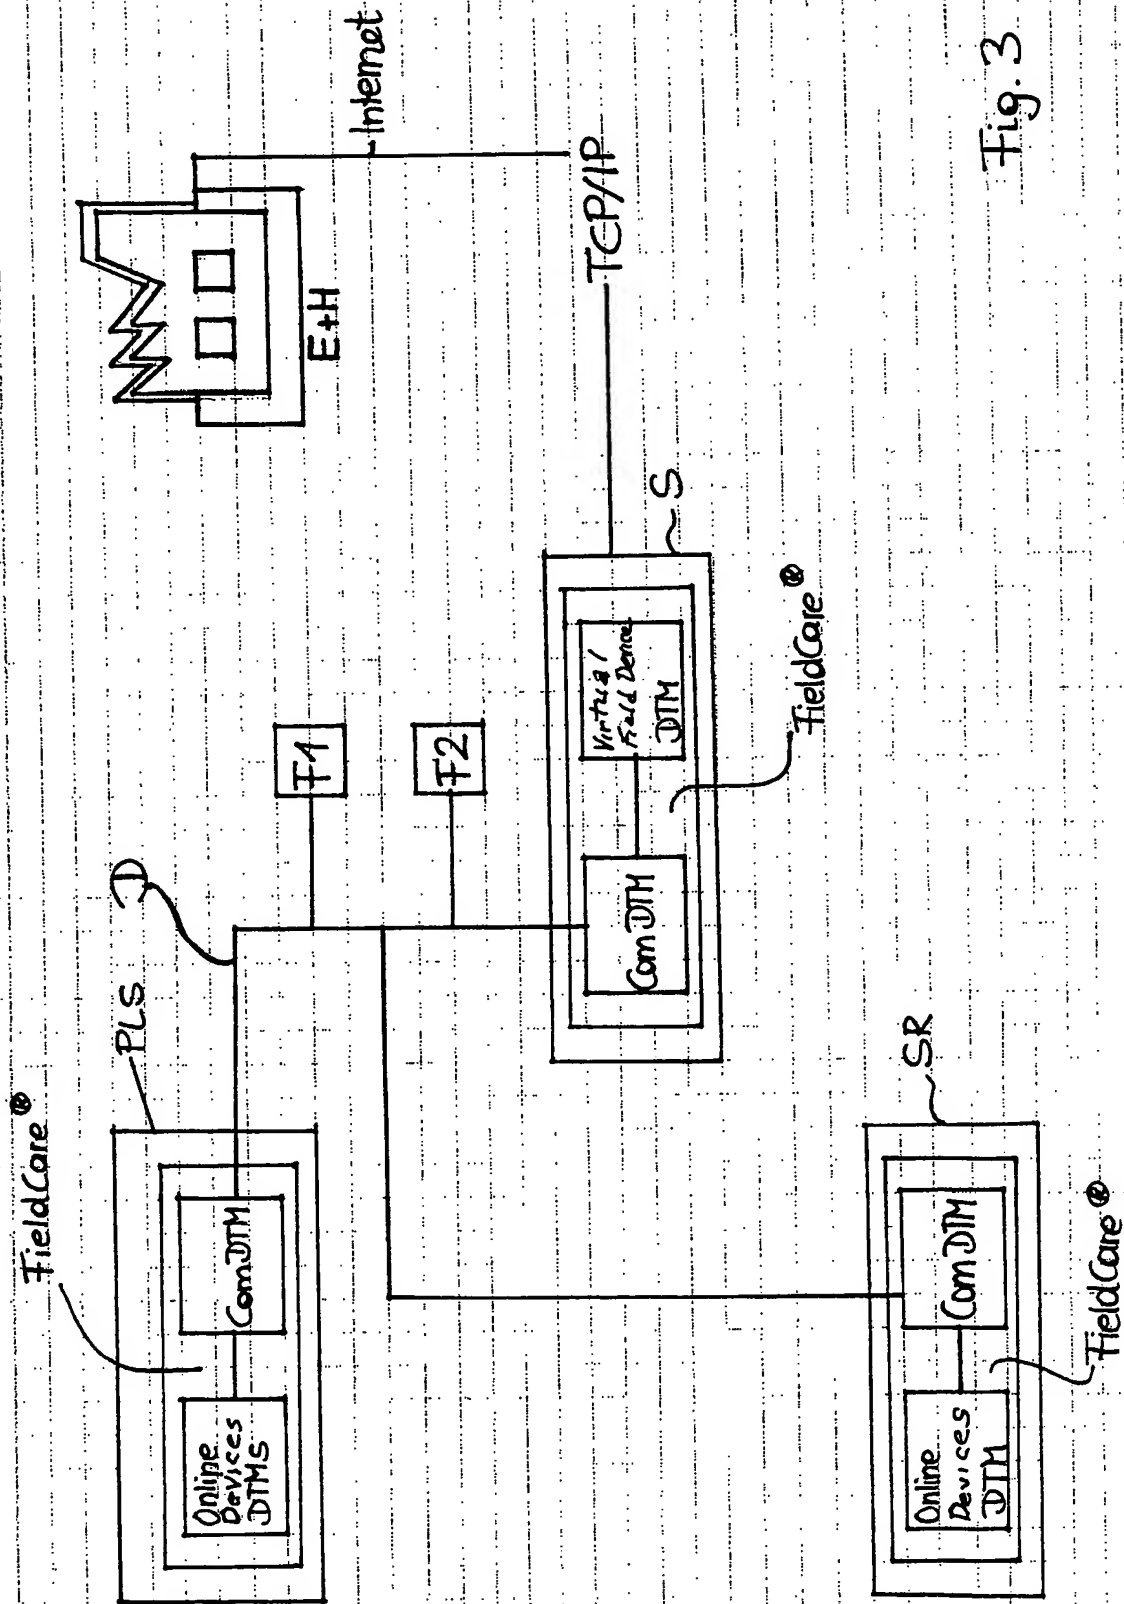 FieldCare®
PLS
D
Online
Devices
DTMS
ComDTM
F1
F2
E+H
Internet
TCP/IP
S
ComDTM
Virtual
Field Device
DTM
FieldCare®
SR
Online
Devices
DTM
ComDTM
FieldCare®
Fig. 3